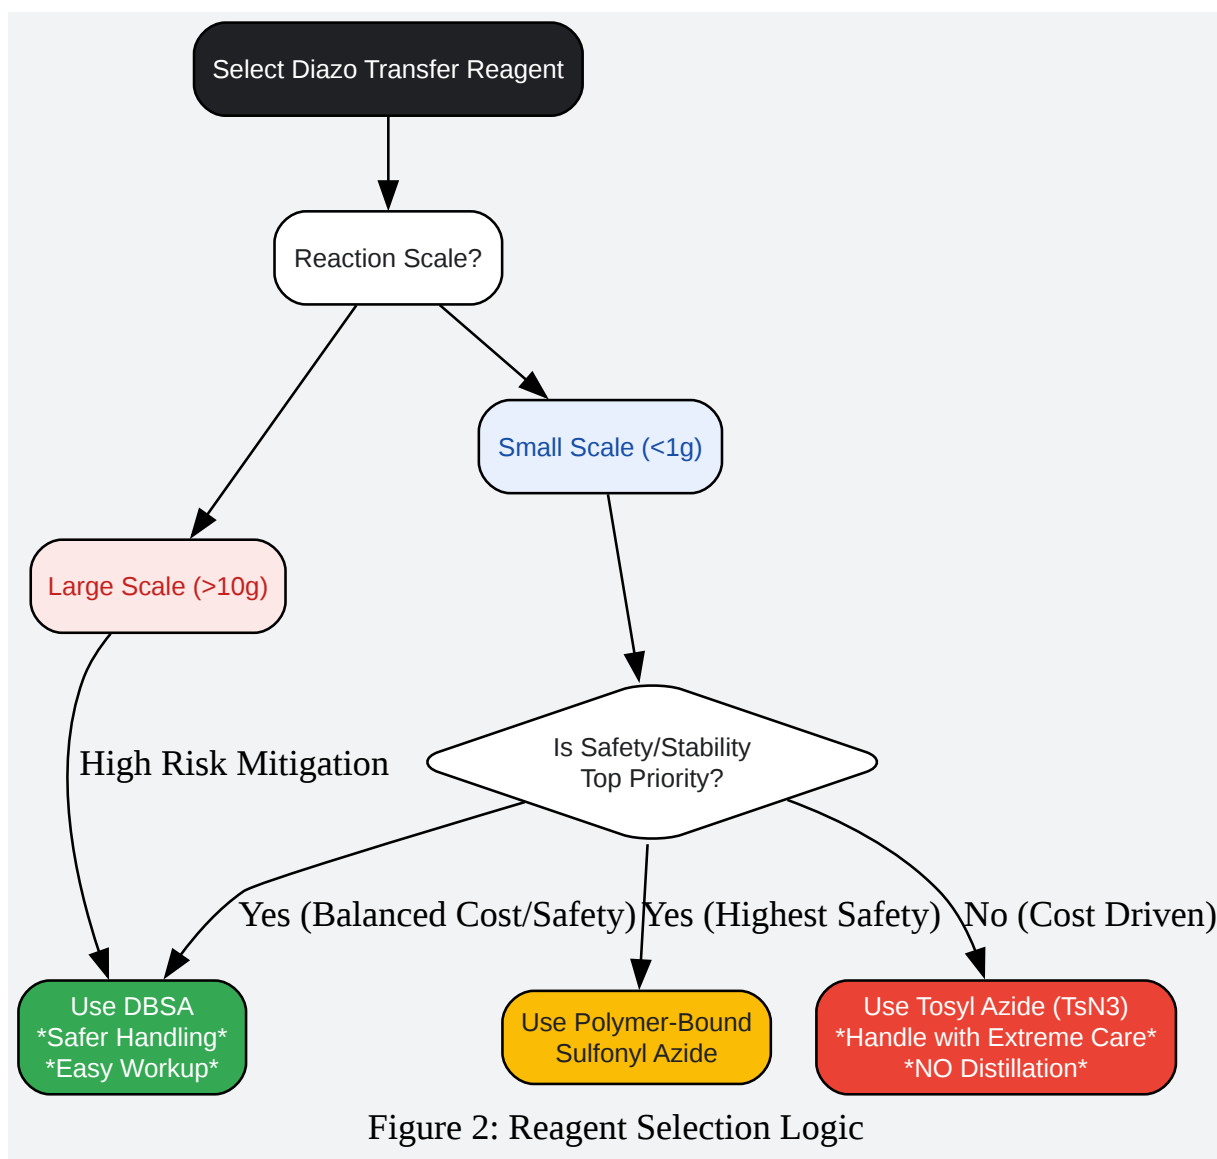 Select Diazo Transfer Reagent
Reaction Scale?
Small Scale (<1g)
Large Scale (>10g)
Is Safety/Stability
Top Priority?
High Risk Mitigation
Yes (Balanced Cost/Safety)
Yes (Highest Safety)
No (Cost Driven)
Use DBSA
*Safer Handling*
*Easy Workup*
Use Polymer-Bound
Sulfonyl Azide
Use Tosyl Azide (TsN3)
*Handle with Extreme Care*
*NO Distillation*
Figure 2: Reagent Selection Logic